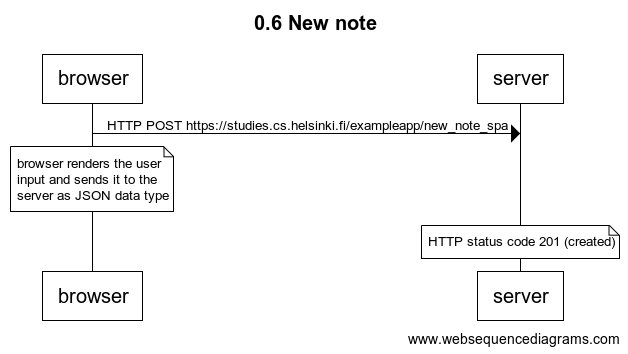 0.6 New note
browser
server
HTTP POST https://studies.cs.helsinki.fi/exampleapp/new_note_spa
browser renders the user
input and sends it to the
server as JSON data type
HTTP status code 201 (created)
browser
server
www.websequencediagrams.com